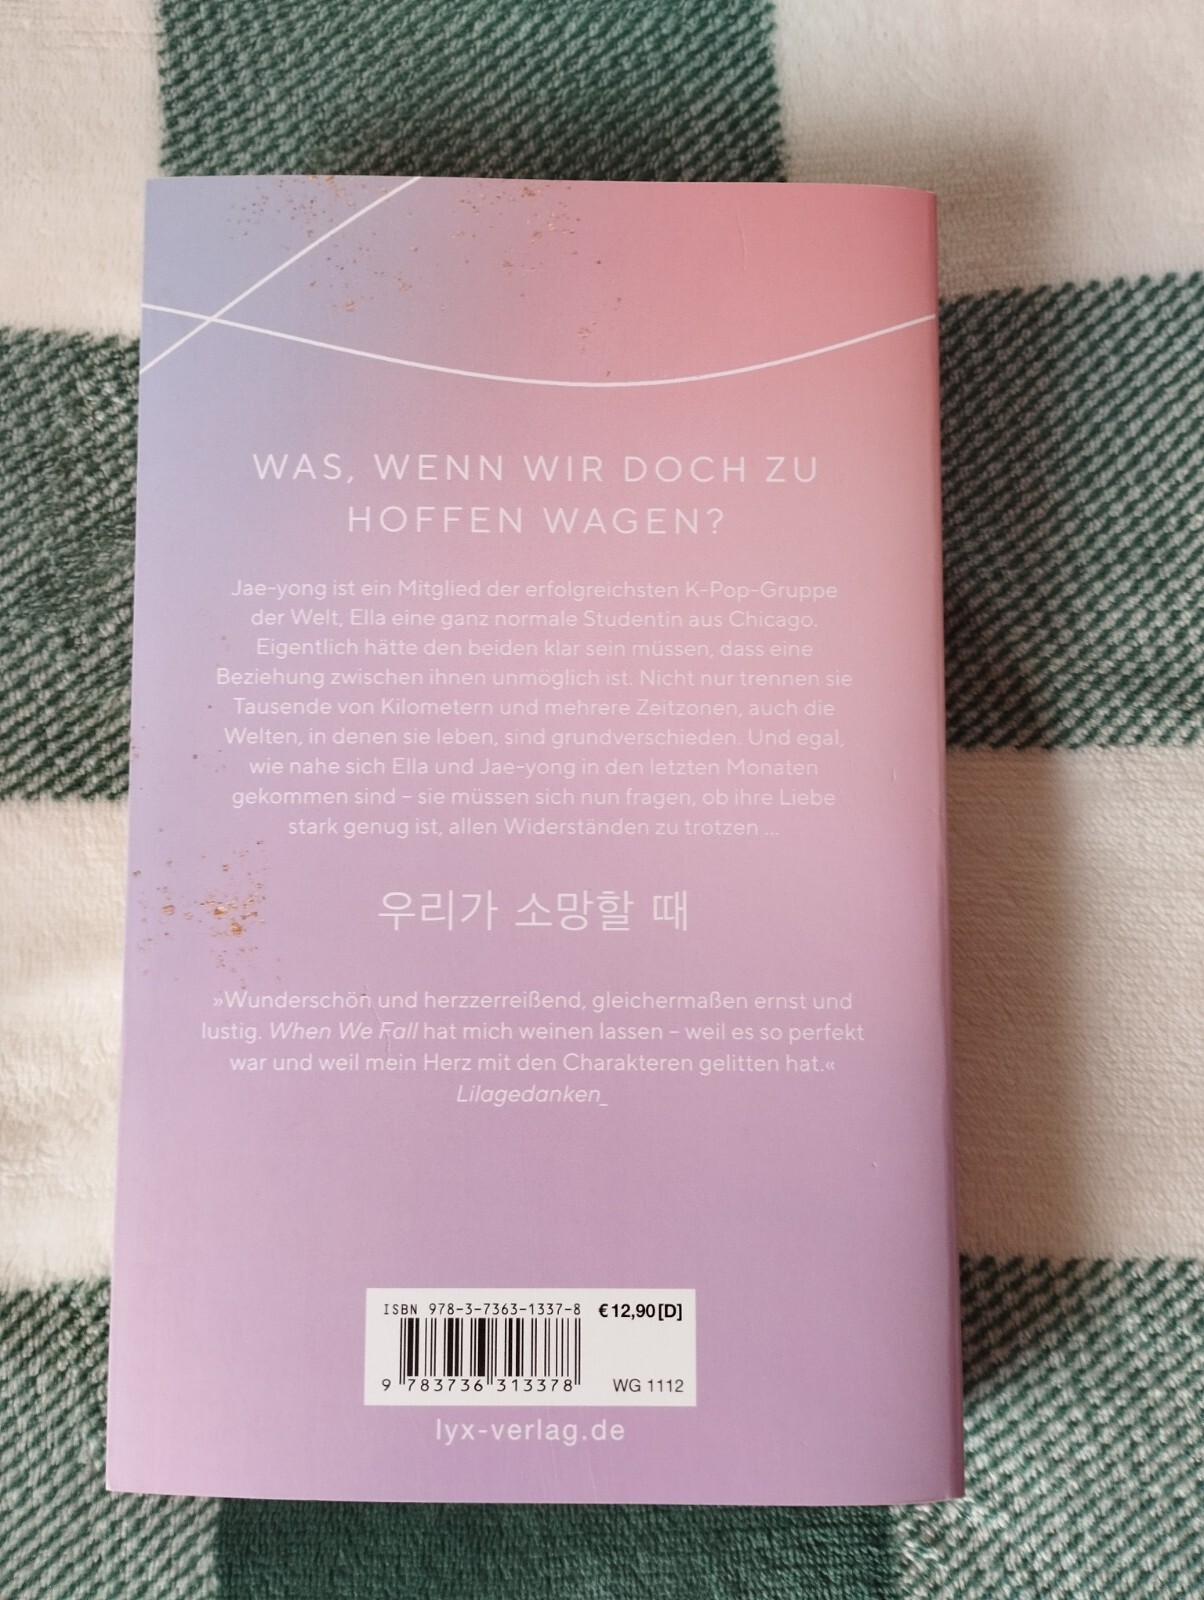 WAS, WENN WIR DOCH ZU
HOFFEN WAGEN?
Jae-yong ist ein Mitglied der erfolgreichsten K-Pop-Gruppe
der Welt, Ella eine ganz normale Studentin aus Chicago.
Eigentlich hätte den beiden klar sein müssen, dass eine
Beziehung zwischen ihnen unmöglich ist. Nicht nur trennen sie
Tausende von Kilometern und mehrere Zeitzonen, auch die
Welten, in denen sie leben, sind grundverschieden. Und egal,
wie nahe sich Ella und Jae-yong in den letzten Monaten
gekommen sind – sie müssen sich nun fragen, ob ihre Liebe
stark genug ist, allen Widerständen zu trotzen ...
우리가 소망할 때
»Wunderschön und herzzerreißend, gleichermaßen ernst und
lustig. When We Fall hat mich weinen lassen – weil es so perfekt
war und weil mein Herz mit den Charakteren gelitten hat.«
Lilagedanken_
ISBN 978-3-7363-1337-8 €12,90[D]
9 783736 313378 WG 1112
lyx-verlag.de